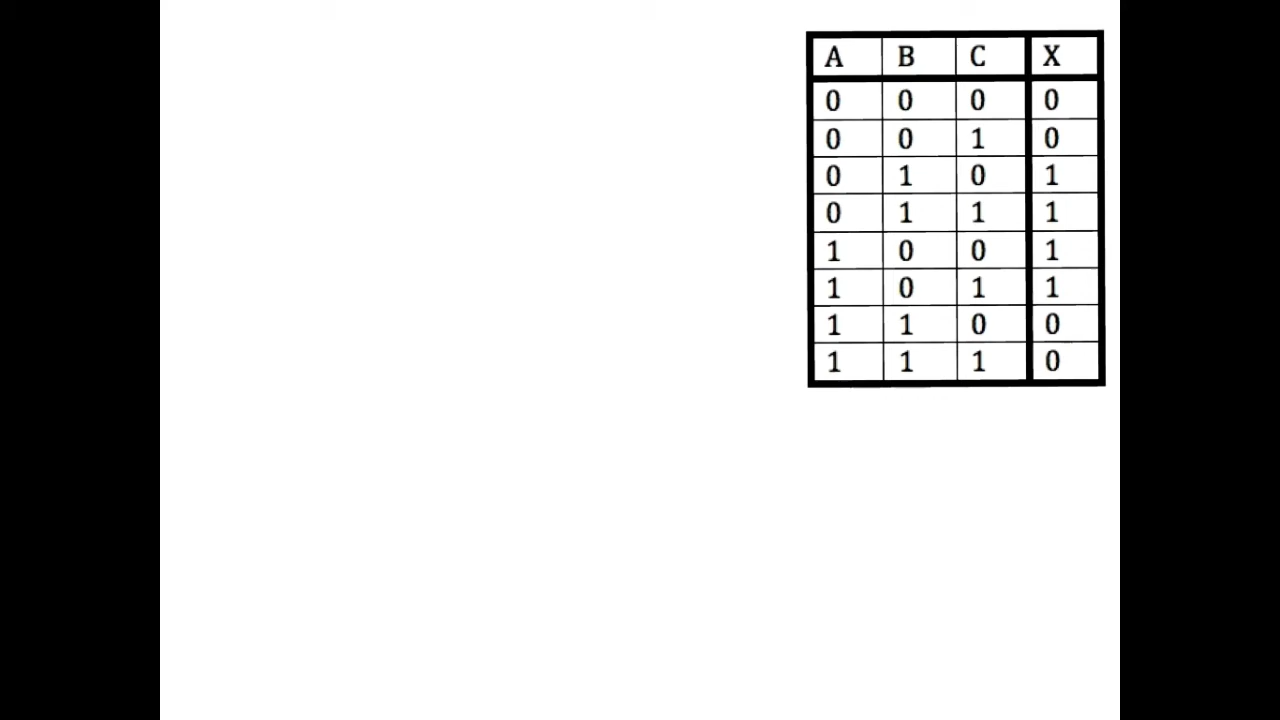 A B C X
0 0 0 0
0 0 1 0
0 1 0 1
0 1 1 1
1 0 0 1
1 0 1 1
1 1 0 0
1 1 1 0